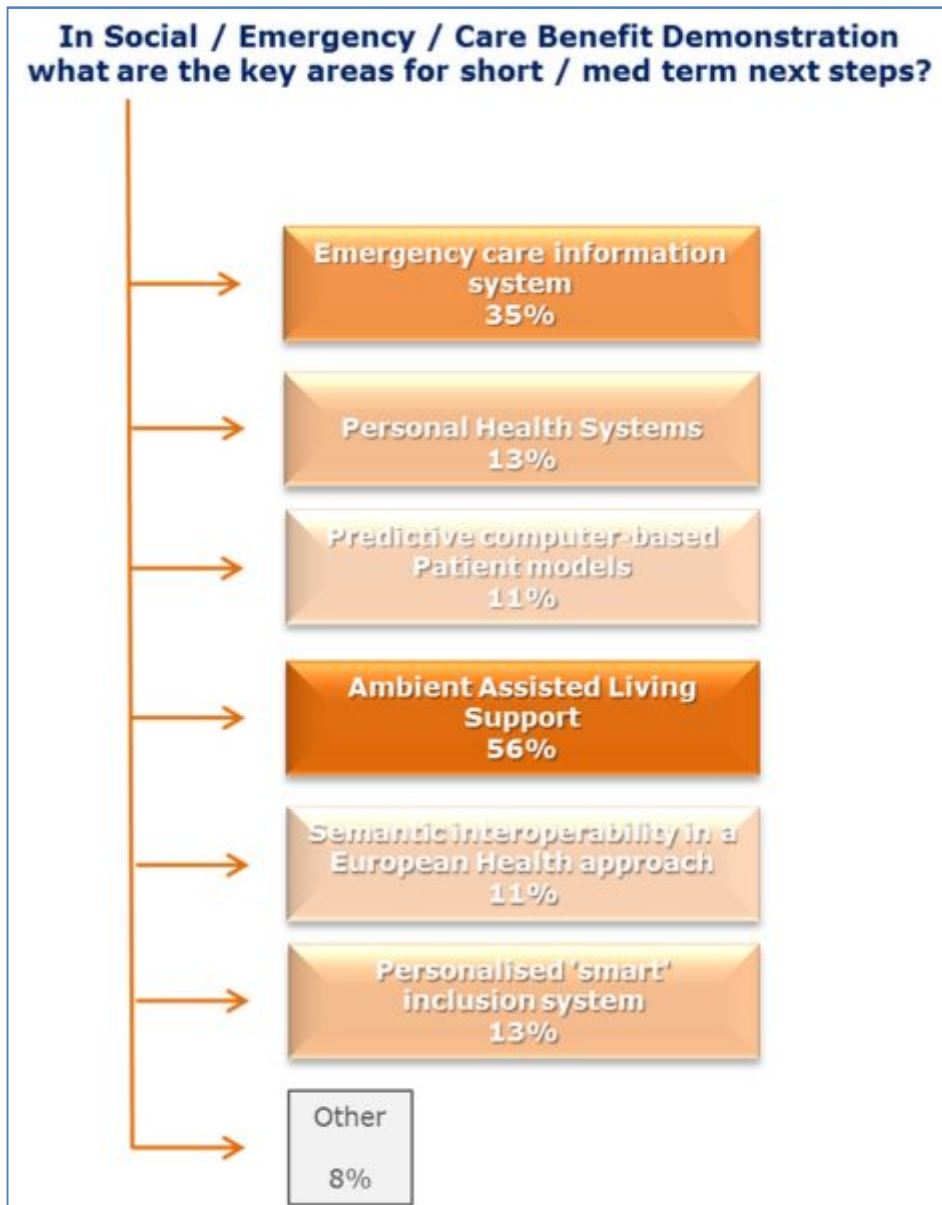 In Social / Emergency / Care Benefit Demonstration
what are the key areas for short / med term next steps?
Emergency care information
system
35%
Personal Health Systems
13%
Predictive computer-based
Patient models
11%
Ambient Assisted Living
Support
56%
Semantic interoperability in a
European Health approach
11%
Personalised 'smart'
inclusion system
13%
Other
8%